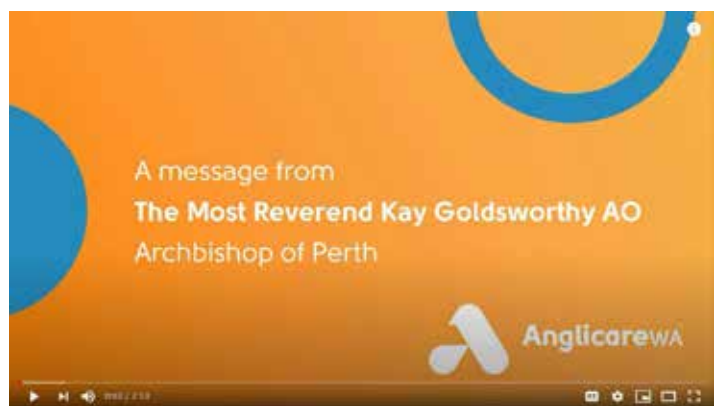 A message from
The Most Reverend Kay Goldsworthy AO
Archbishop of Perth
AnglicareWA